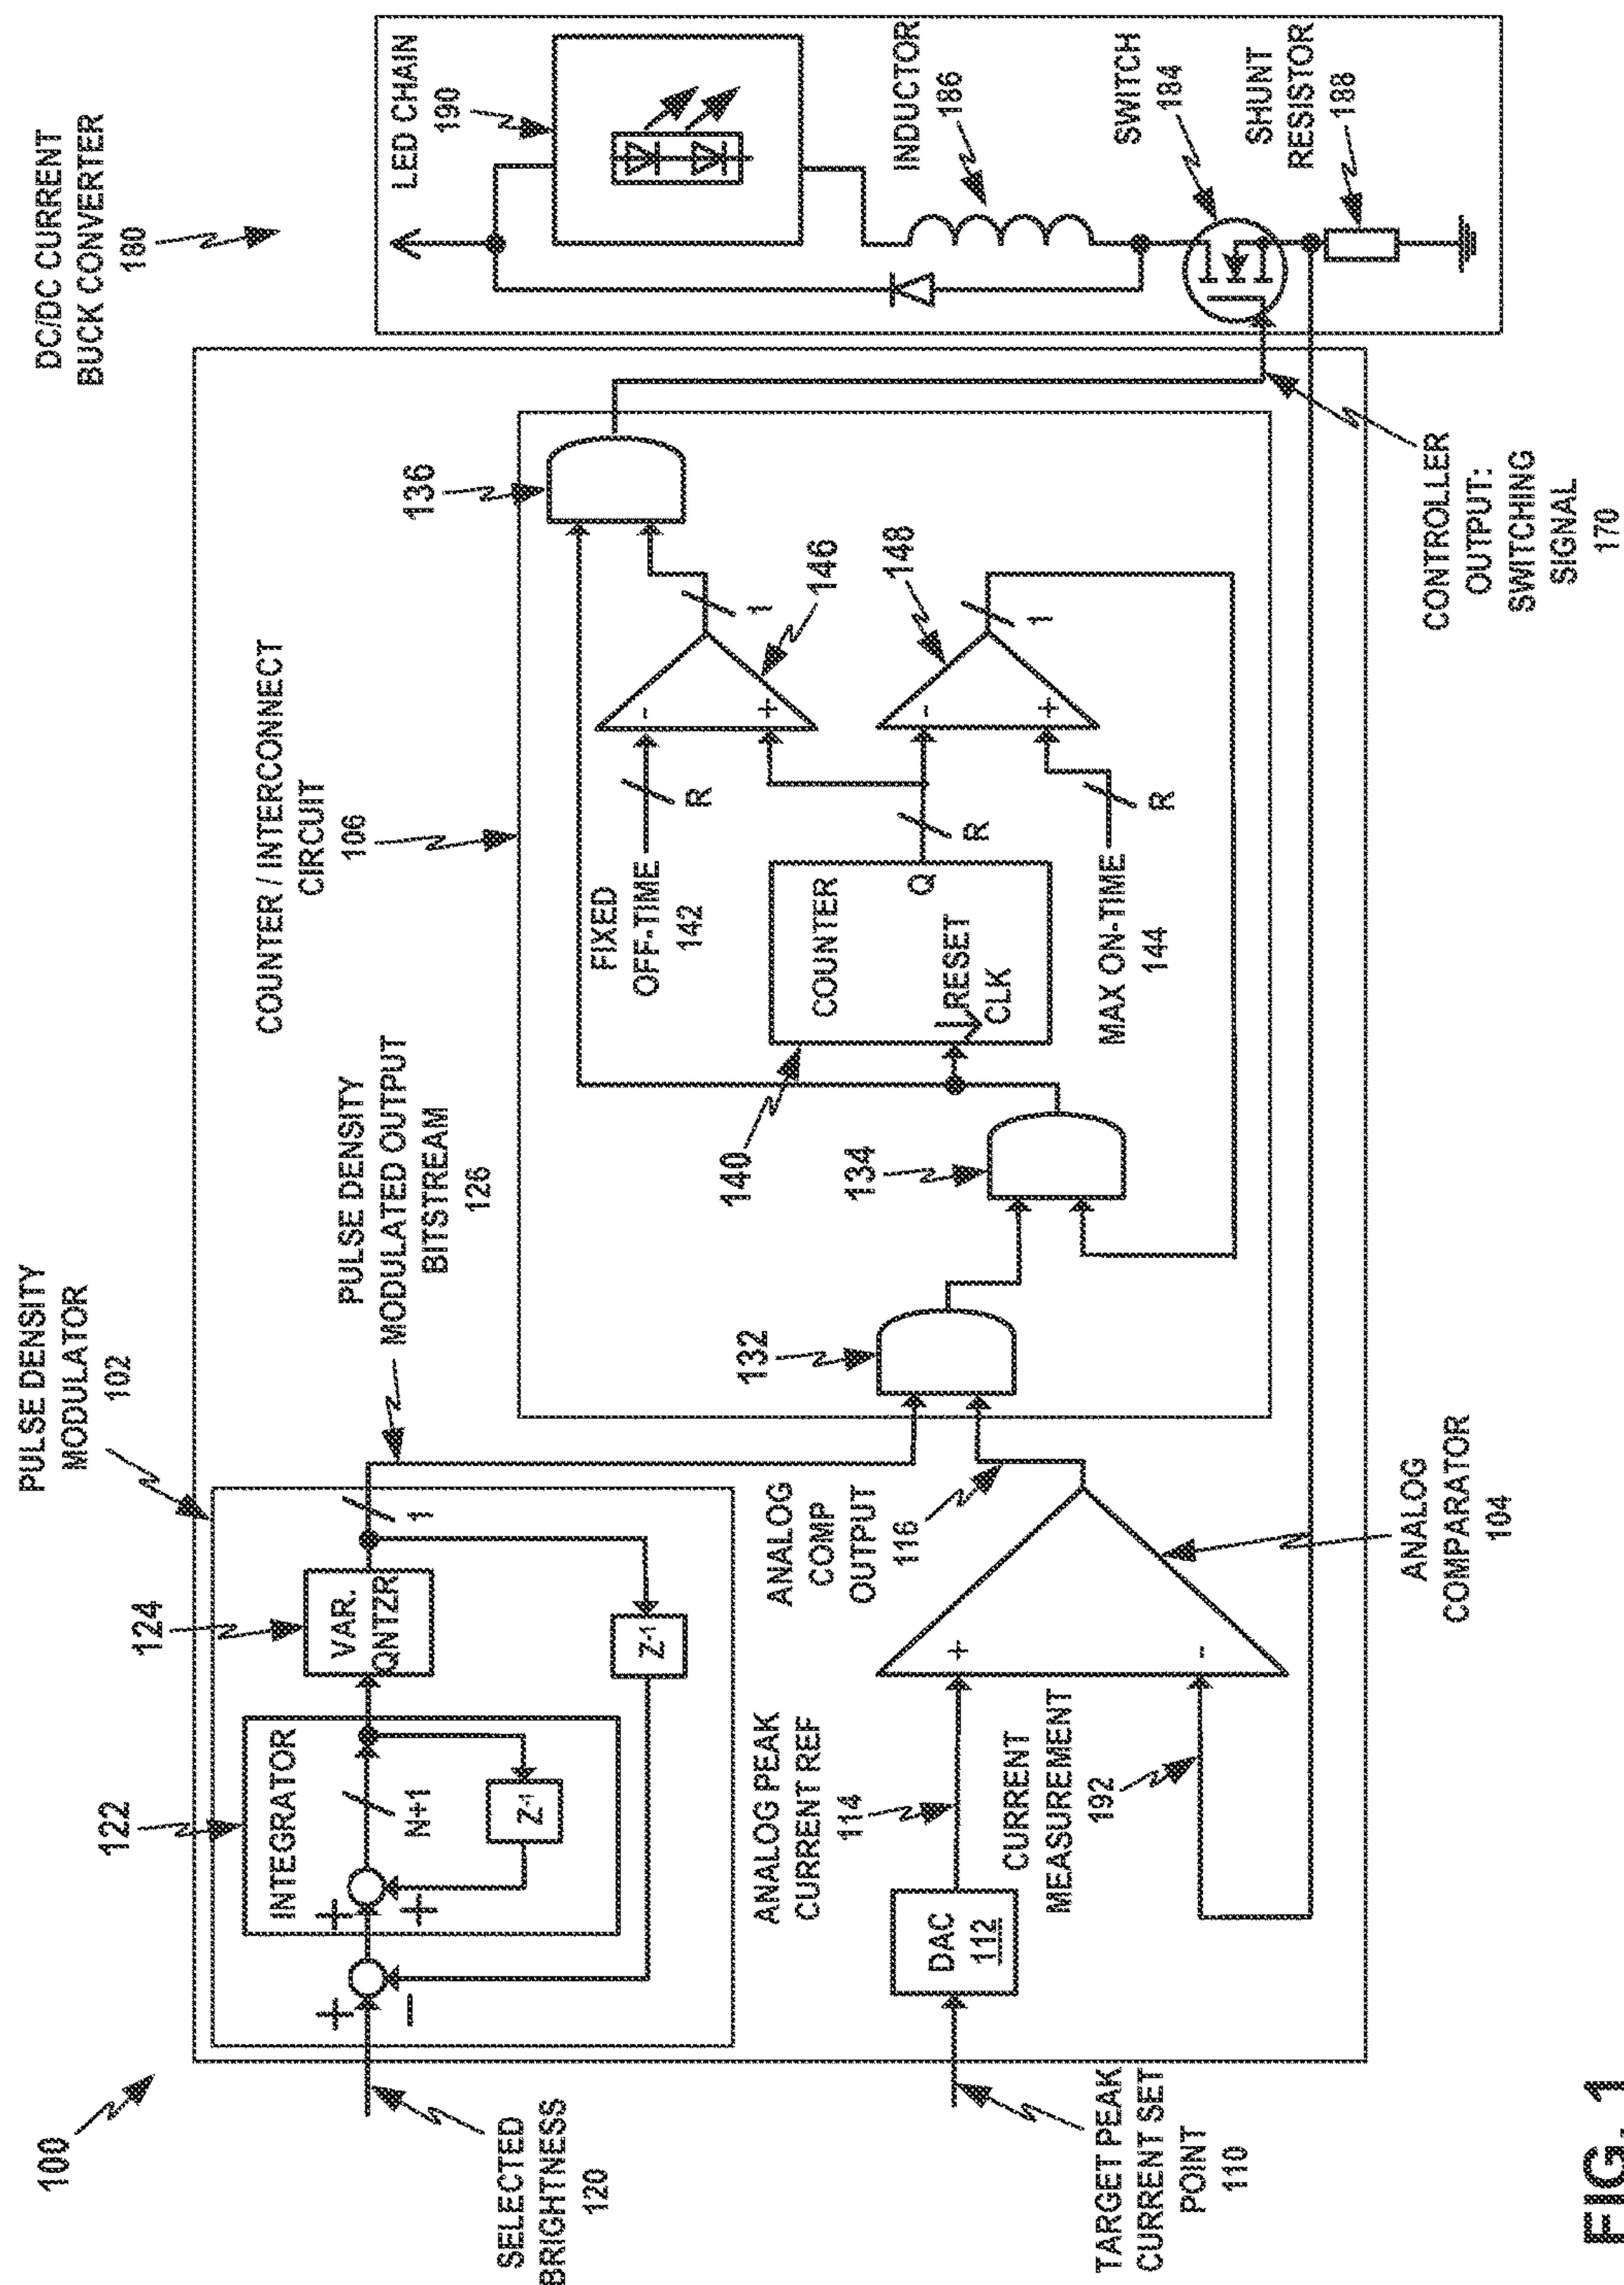 100
PULSE DENSITY
MODULATOR
102
122
124
INTEGRATOR
+
+
+
−
N+1
Z-1
VAR.
QNTZR
Z-1
1
SELECTED
BRIGHTNESS
120
PULSE DENSITY
MODULATED OUTPUT
BITSTREAM
126
TARGET PEAK
CURRENT SET
POINT
110
DAC
112
ANALOG PEAK
CURRENT REF
114
CURRENT
MEASUREMENT
192
+
-
ANALOG
COMP
OUTPUT
116
ANALOG
COMPARATOR
104
COUNTER / INTERCONNECT
CIRCUIT
106
132
134
136
140
COUNTER
Q
RESET
CLK
FIXED
OFF-TIME
142
R
R
MAX ON-TIME
144
R
-
+
146
1
-
+
148
1
CONTROLLER
OUTPUT:
SWITCHING
SIGNAL
170
DC/DC CURRENT
BUCK CONVERTER
180
LED CHAIN
190
INDUCTOR
186
SWITCH
184
SHUNT
RESISTOR
188
FIG. 1